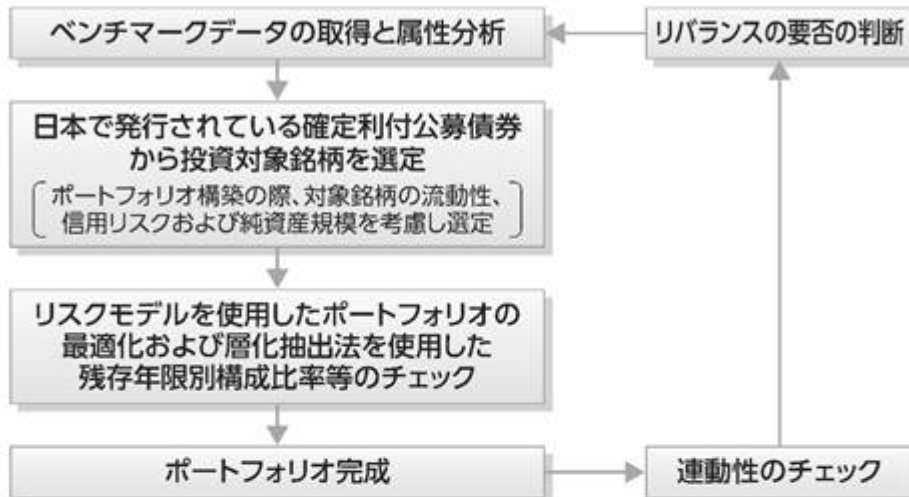 ベンチマークデータの取得と属性分析
リバランスの要否の判断
日本で発行されている確定利付公募債券
から投資対象銘柄を選定
ポートフォリオ構築の際、対象銘柄の流動性、
信用リスクおよび純資産規模を考慮し選定
リスクモデルを使用したポートフォリオの
最適化および層化抽出法を使用した
残存年限別構成比率等のチェック
ポートフォリオ完成
連動性のチェック